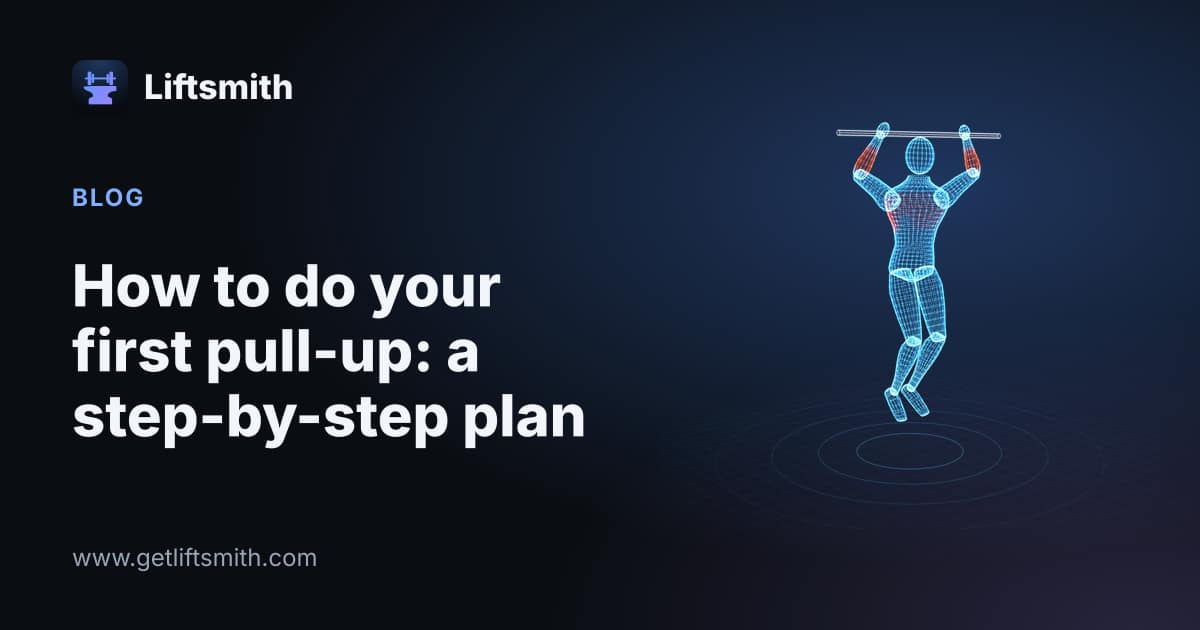 Liftsmith
BLOG
How to do your
first pull-up: a
step-by-step plan
www.getliftsmith.com